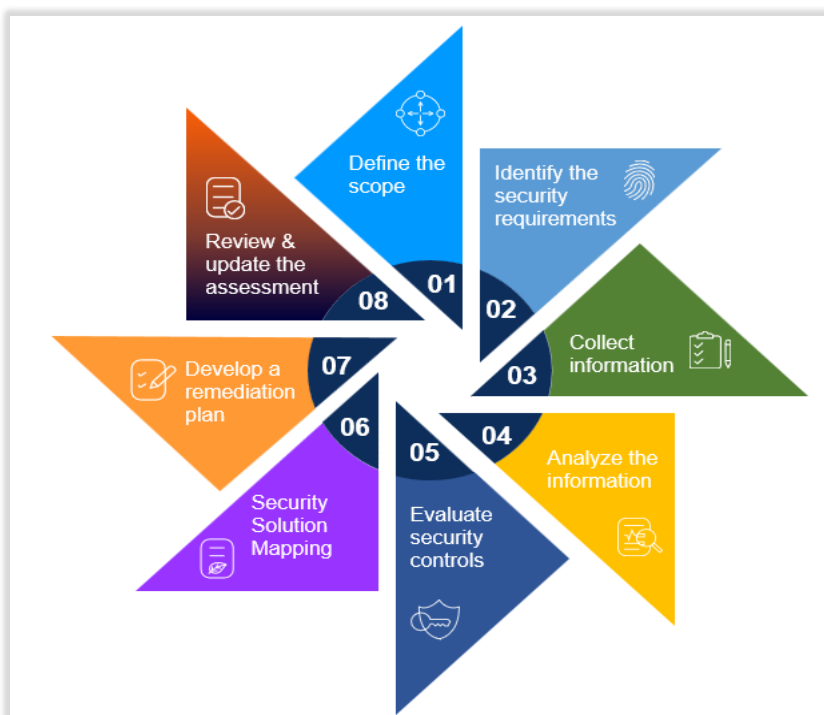 Define the
scope
01
Identify the
security
requirements
02
Collect
information
03
04
Analyze the
information
05
Evaluate
security
controls
06
Security
Solution
Mapping
07
Develop a
remediation
plan
Review &
update the
assessment
08